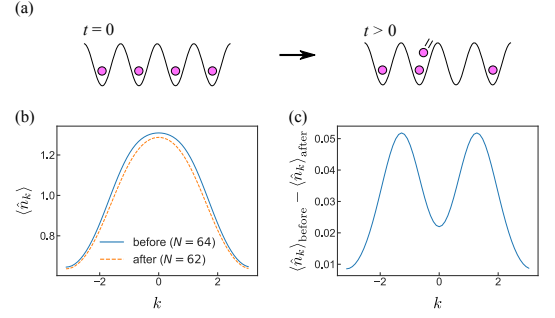 (a)
t = 0
t > 0
(b)
(c)
1.2
1.0
0.8
⟨n̂ₖ⟩
before (N = 64)
after (N = 62)
−2
0
2
k
0.05
0.04
0.03
0.02
0.01
⟨n̂ₖ⟩before − ⟨n̂ₖ⟩after
−2
0
2
k